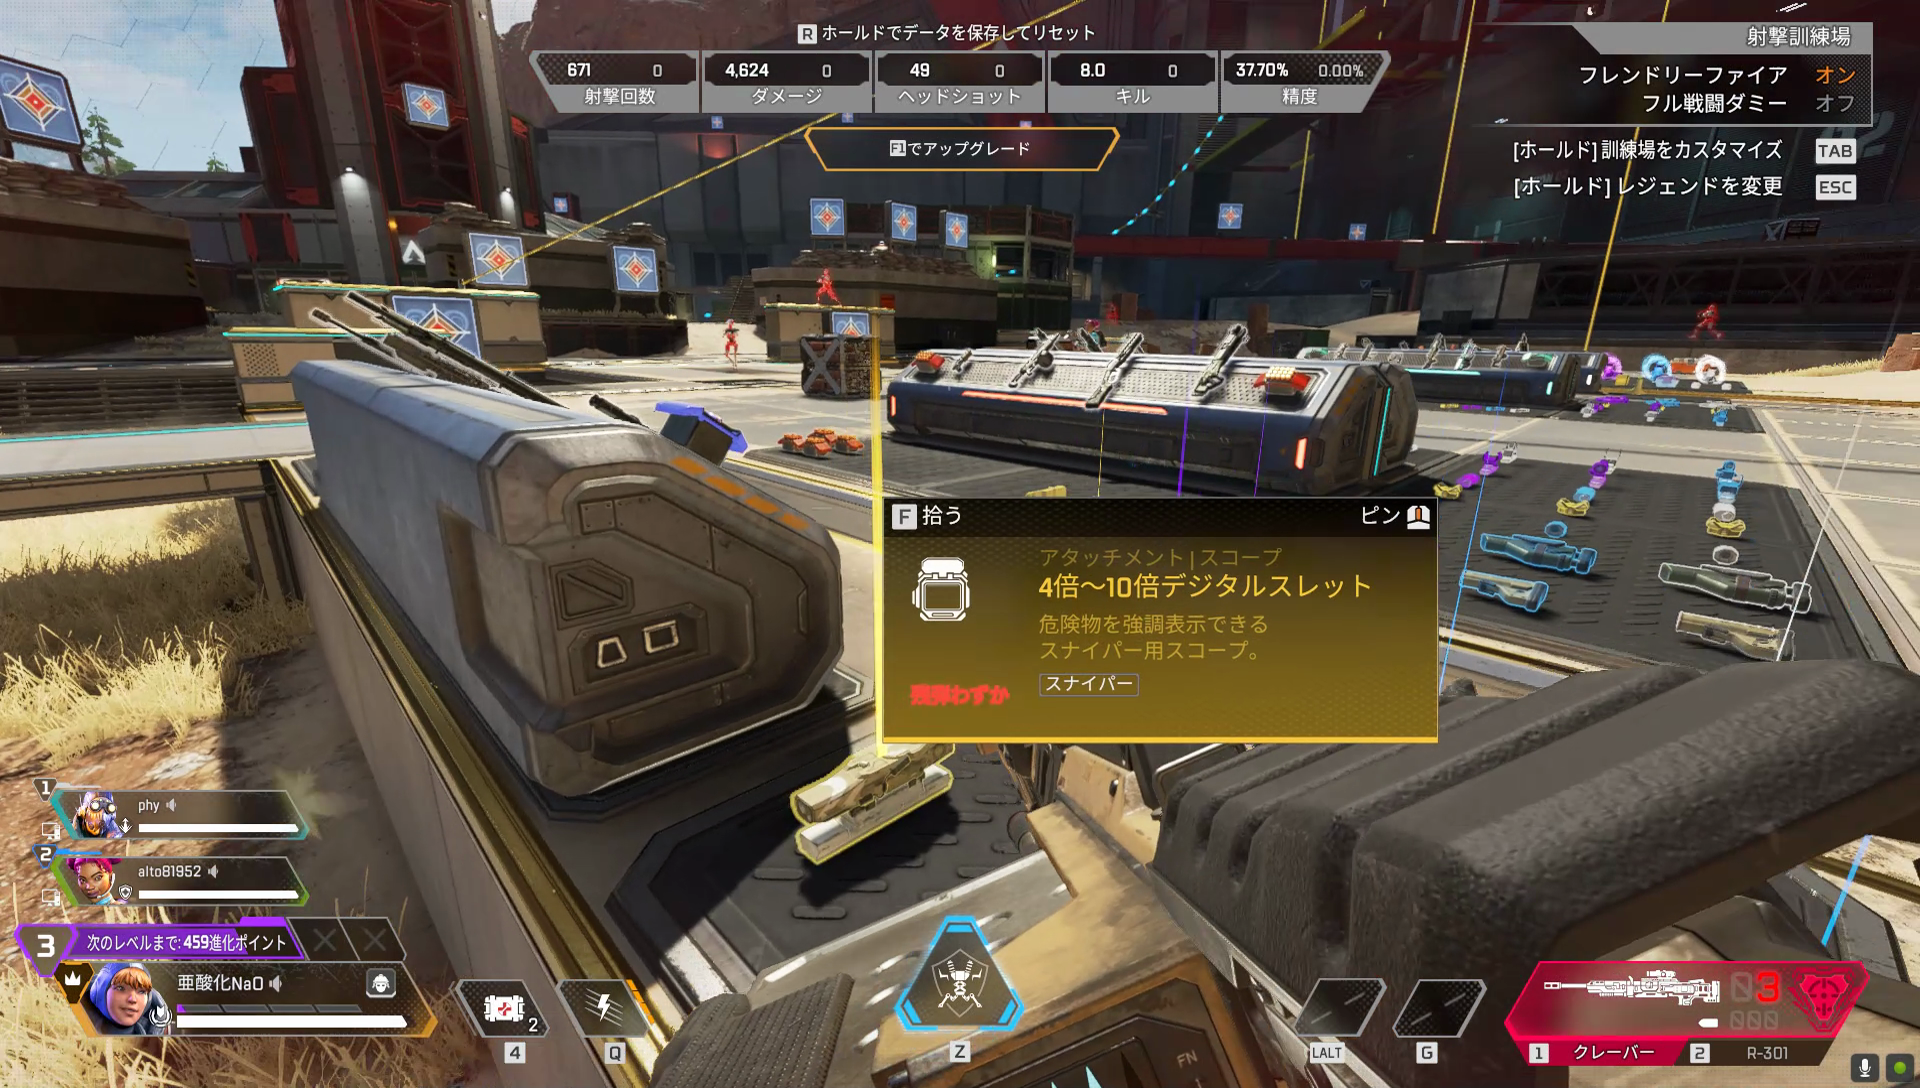 R ホールドでデータを保存してリセット
671 0
射撃回数
4,624 0
ダメージ
49 0
ヘッドショット
8.0 0
キル
37.70% 0.00%
精度
F1でアップグレード
射撃訓練場
フレンドリーファイア オン
フル戦闘ダミー オフ
[ホールド]訓練場をカスタマイズ TAB
[ホールド]レジェンドを変更 ESC
F 拾う
ピン
アタッチメント|スコープ
4倍～10倍デジタルスレット
危険物を強調表示できる
スナイパー用スコープ。
スナイパー
残弾わずか
1
phy
2
alto81952
3
次のレベルまで: 459進化ポイント
亜酸化NaO
2
4
Q
Z
LALT
G
03
000
1 クレーバー
2 R-301
FN